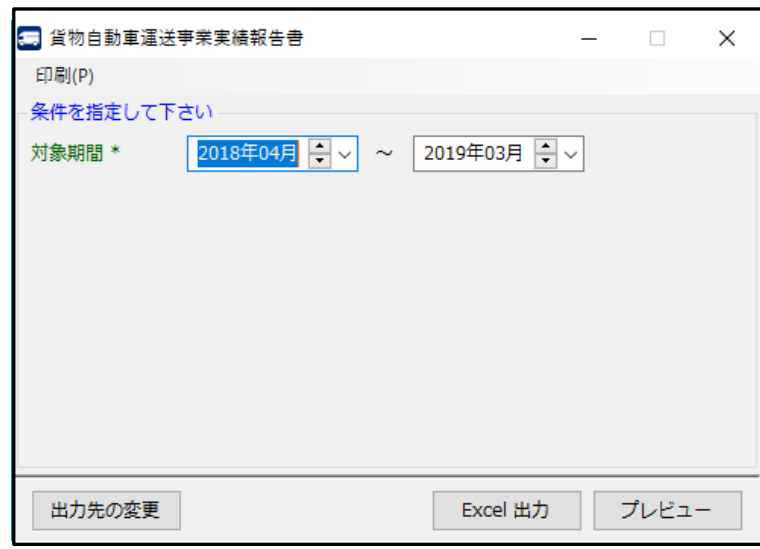 貨物自動車運送事業実績報告書
印刷(P)
条件を指定して下さい
対象期間 * 2018年04月 ～ 2019年03月
出力先の変更 Excel 出力 プレビュー